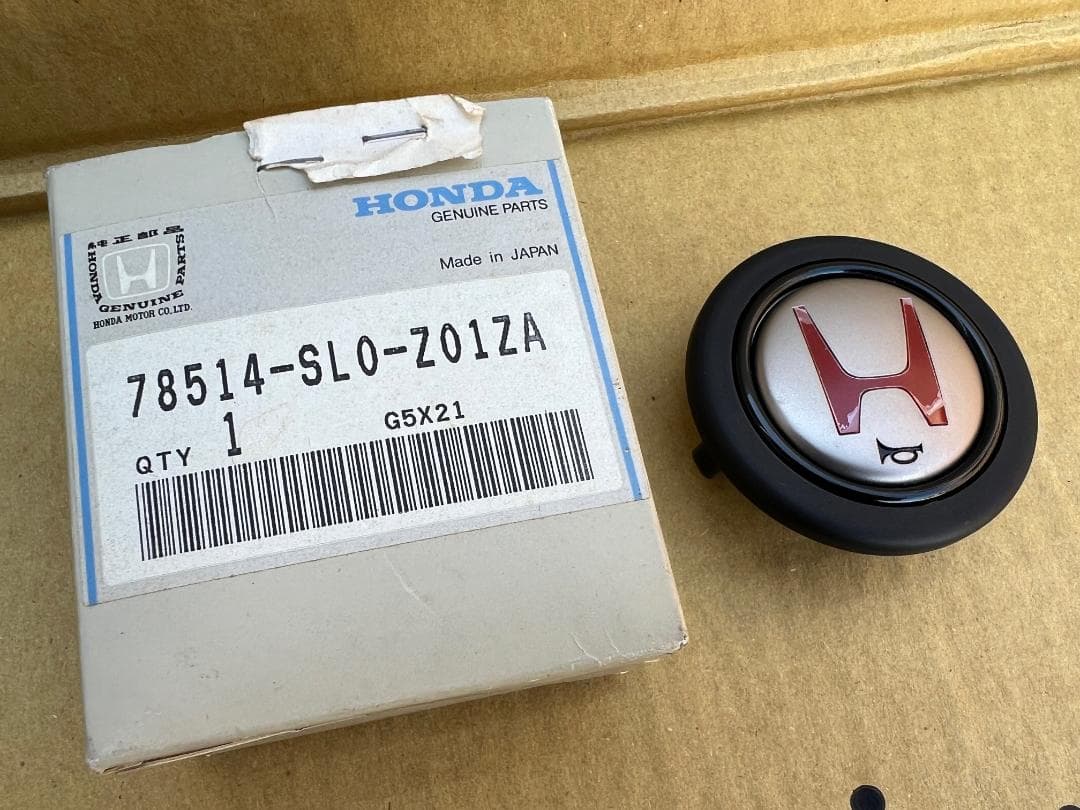 HONDA
GENUINE PARTS
Made in JAPAN
純正部品
HONDA GENUINE PARTS
HONDA MOTOR CO., LTD.
78514-SL0-Z01ZA
QTY 1
G5X21